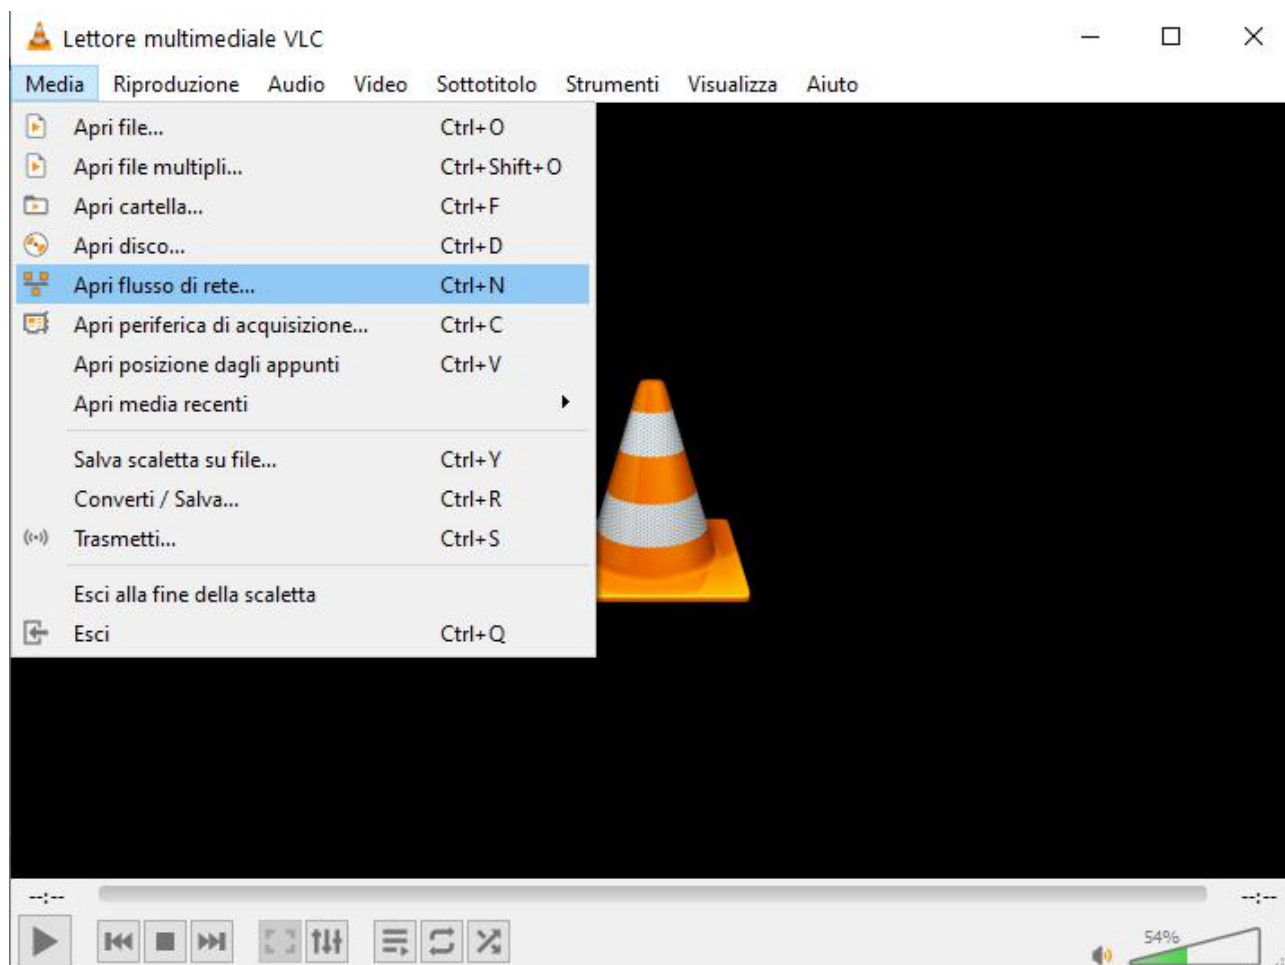 Lettore multimediale VLC
Media Riproduzione Audio Video Sottotitolo Strumenti Visualizza Aiuto
Apri file... Ctrl+O
Apri file multipli... Ctrl+Shift+O
Apri cartella... Ctrl+F
Apri disco... Ctrl+D
Apri flusso di rete... Ctrl+N
Apri periferica di acquisizione... Ctrl+C
Apri posizione dagli appunti Ctrl+V
Apri media recenti
Salva scaletta su file... Ctrl+Y
Converti / Salva... Ctrl+R
Trasmetti... Ctrl+S
Esci alla fine della scaletta
Esci Ctrl+Q
--:-- --:--
54%